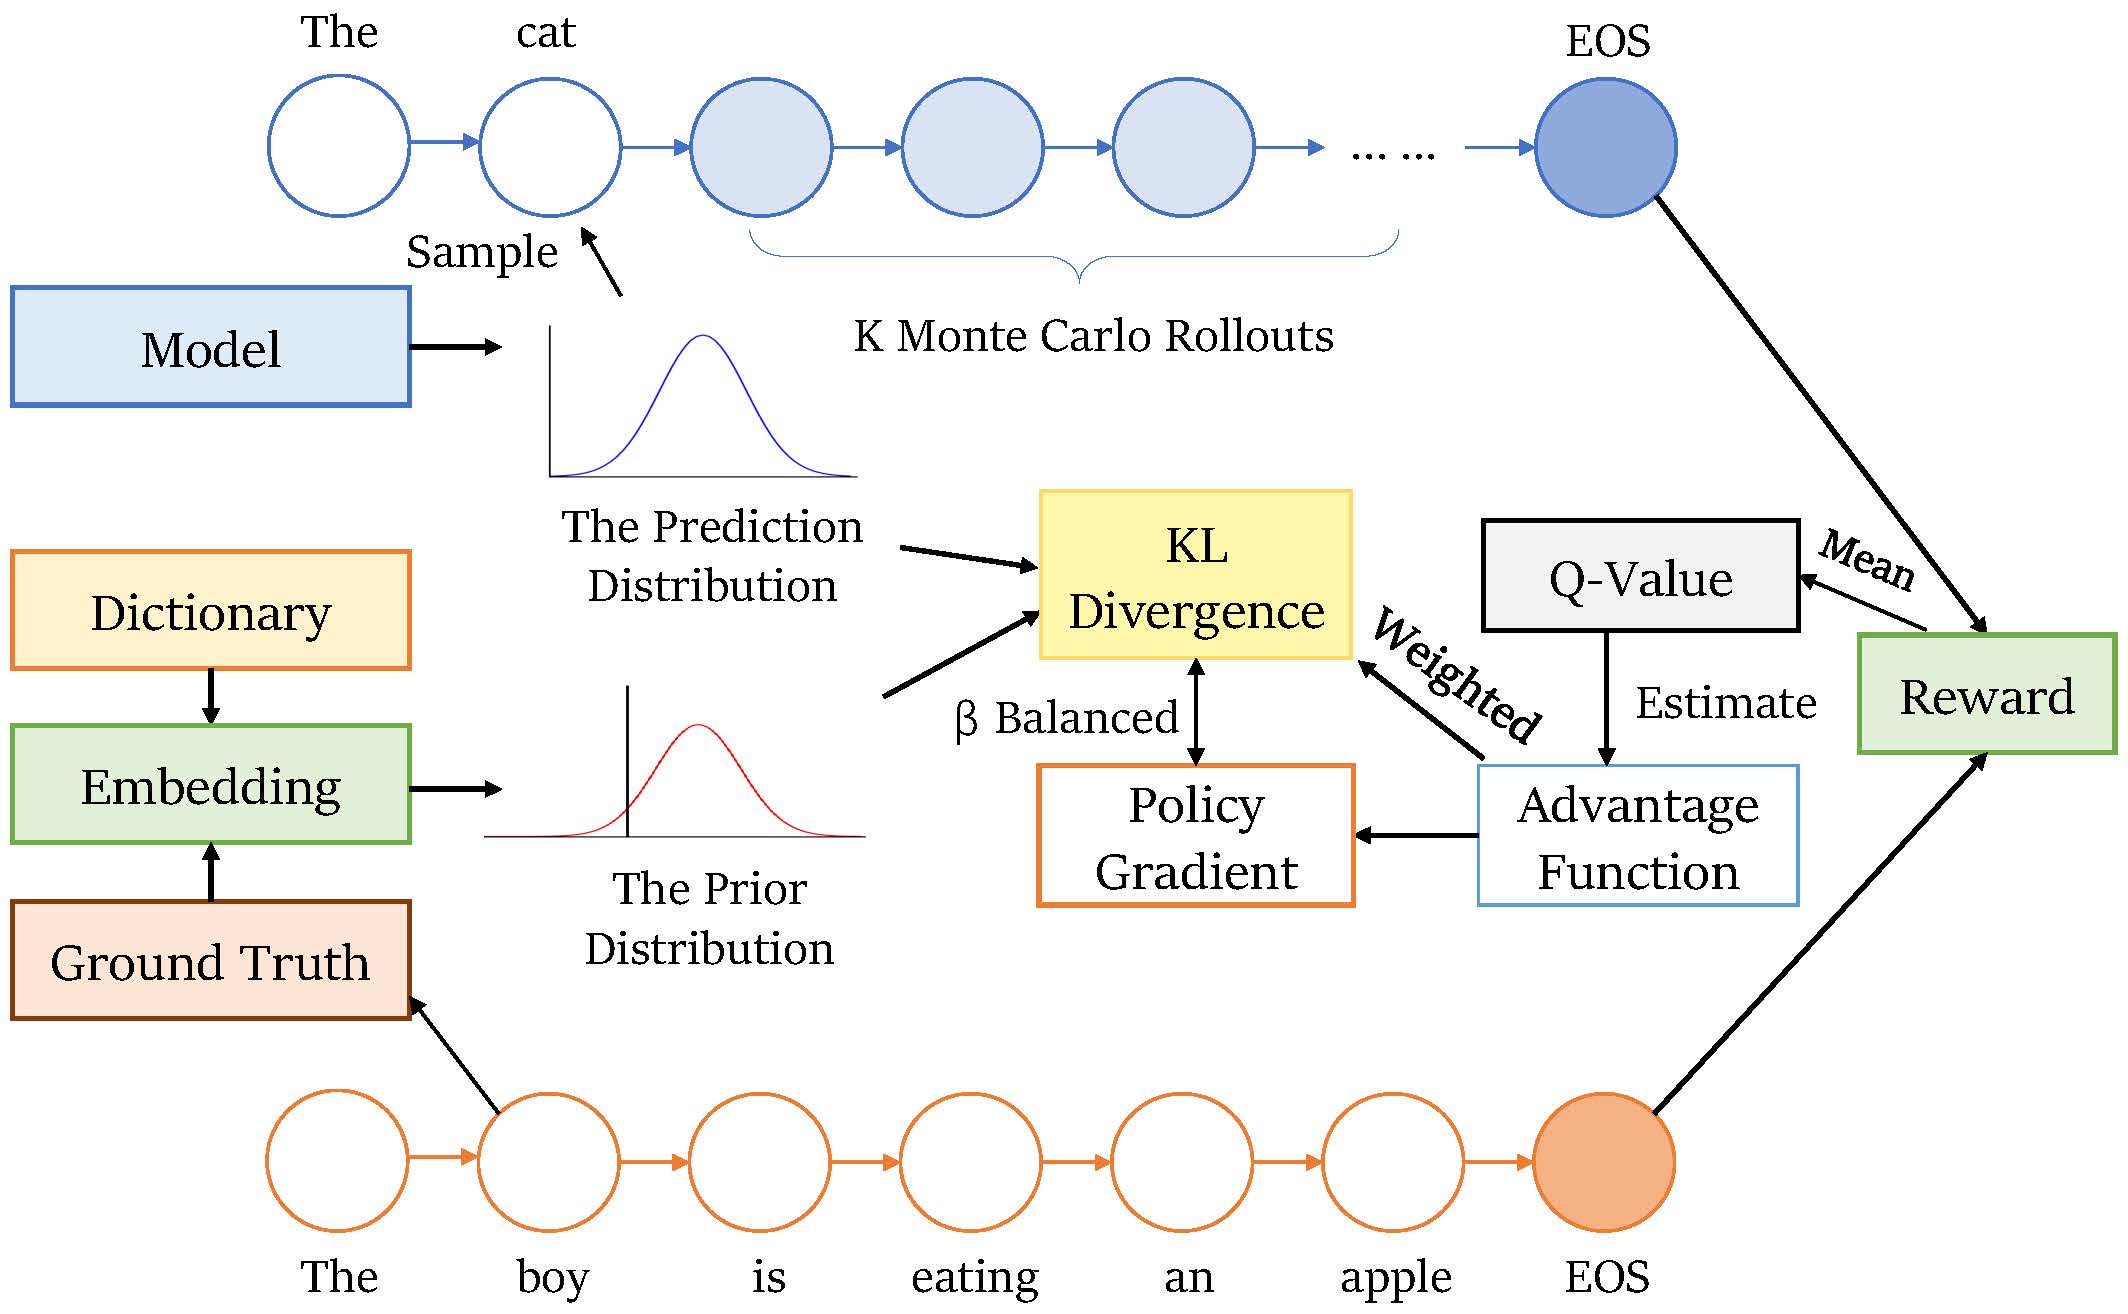 The
cat
EOS
Sample
Model
K Monte Carlo Rollouts
The Prediction
Distribution
KL
Divergence
Q-Value
Mean
Dictionary
Weighted
Estimate
Reward
β Balanced
Embedding
Policy
Gradient
Advantage
Function
The Prior
Distribution
Ground Truth
... ...
The
boy
is
eating
an
apple
EOS